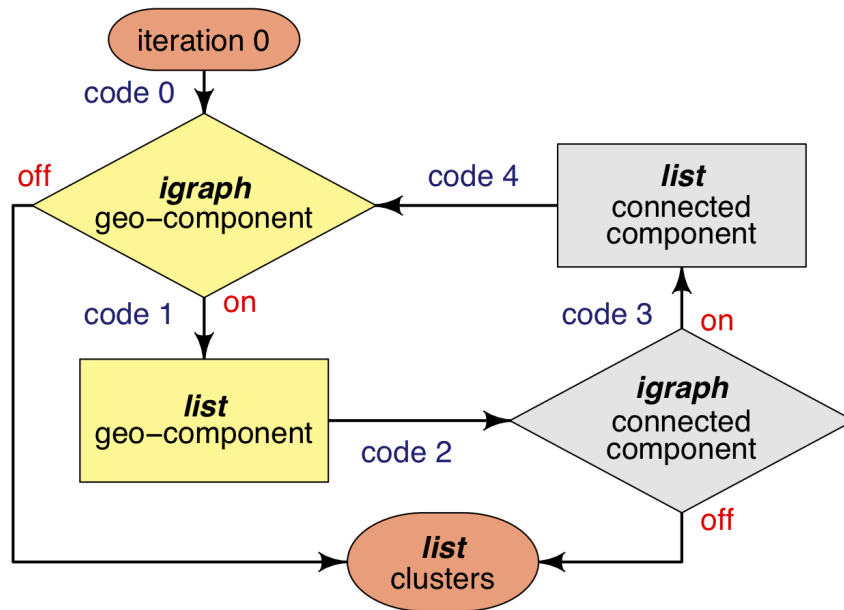 iteration 0
code 0
off
igraph
geo−component
code 4
list
connected
component
code 1
on
code 3
on
list
geo−component
code 2
igraph
connected
component
off
list
clusters